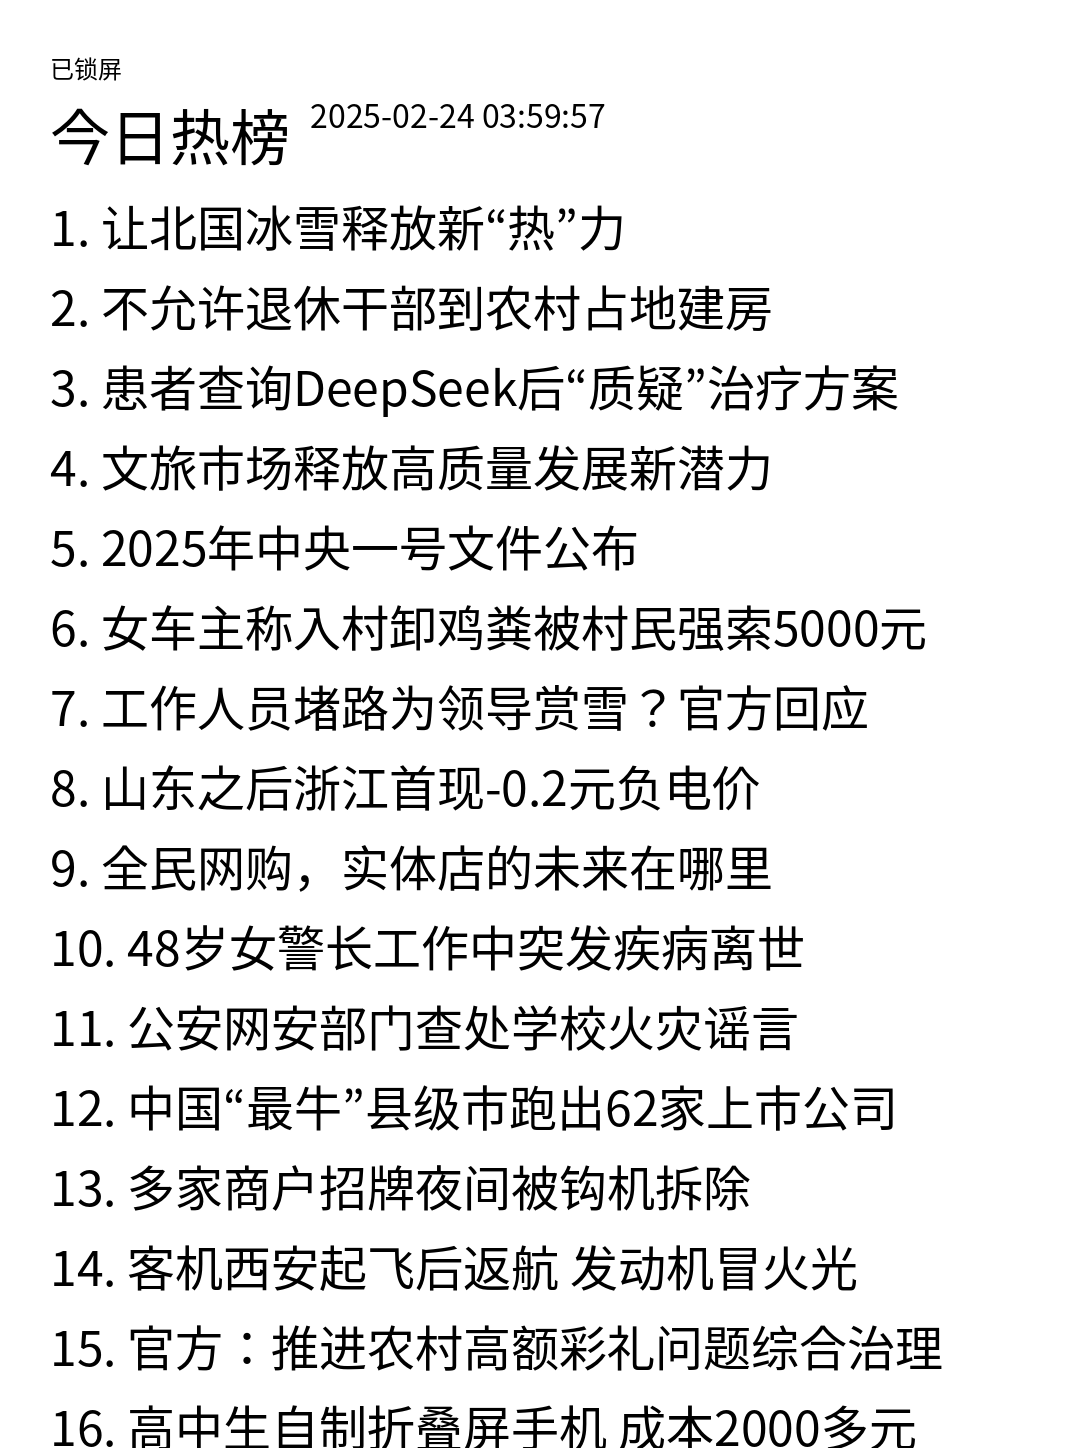 已锁屏
今日热榜 2025-02-24 03:59:57
1. 让北国冰雪释放新“热”力
2. 不允许退休干部到农村占地建房
3. 患者查询DeepSeek后“质疑”治疗方案
4. 文旅市场释放高质量发展新潜力
5. 2025年中央一号文件公布
6. 女车主称入村卸鸡粪被村民强索5000元
7. 工作人员堵路为领导赏雪？官方回应
8. 山东之后浙江首现-0.2元负电价
9. 全民网购，实体店的未来在哪里
10. 48岁女警长工作中突发疾病离世
11. 公安网安部门查处学校火灾谣言
12. 中国“最牛”县级市跑出62家上市公司
13. 多家商户招牌夜间被钩机拆除
14. 客机西安起飞后返航 发动机冒火光
15. 官方：推进农村高额彩礼问题综合治理
16. 高中生自制折叠屏手机 成本2000多元